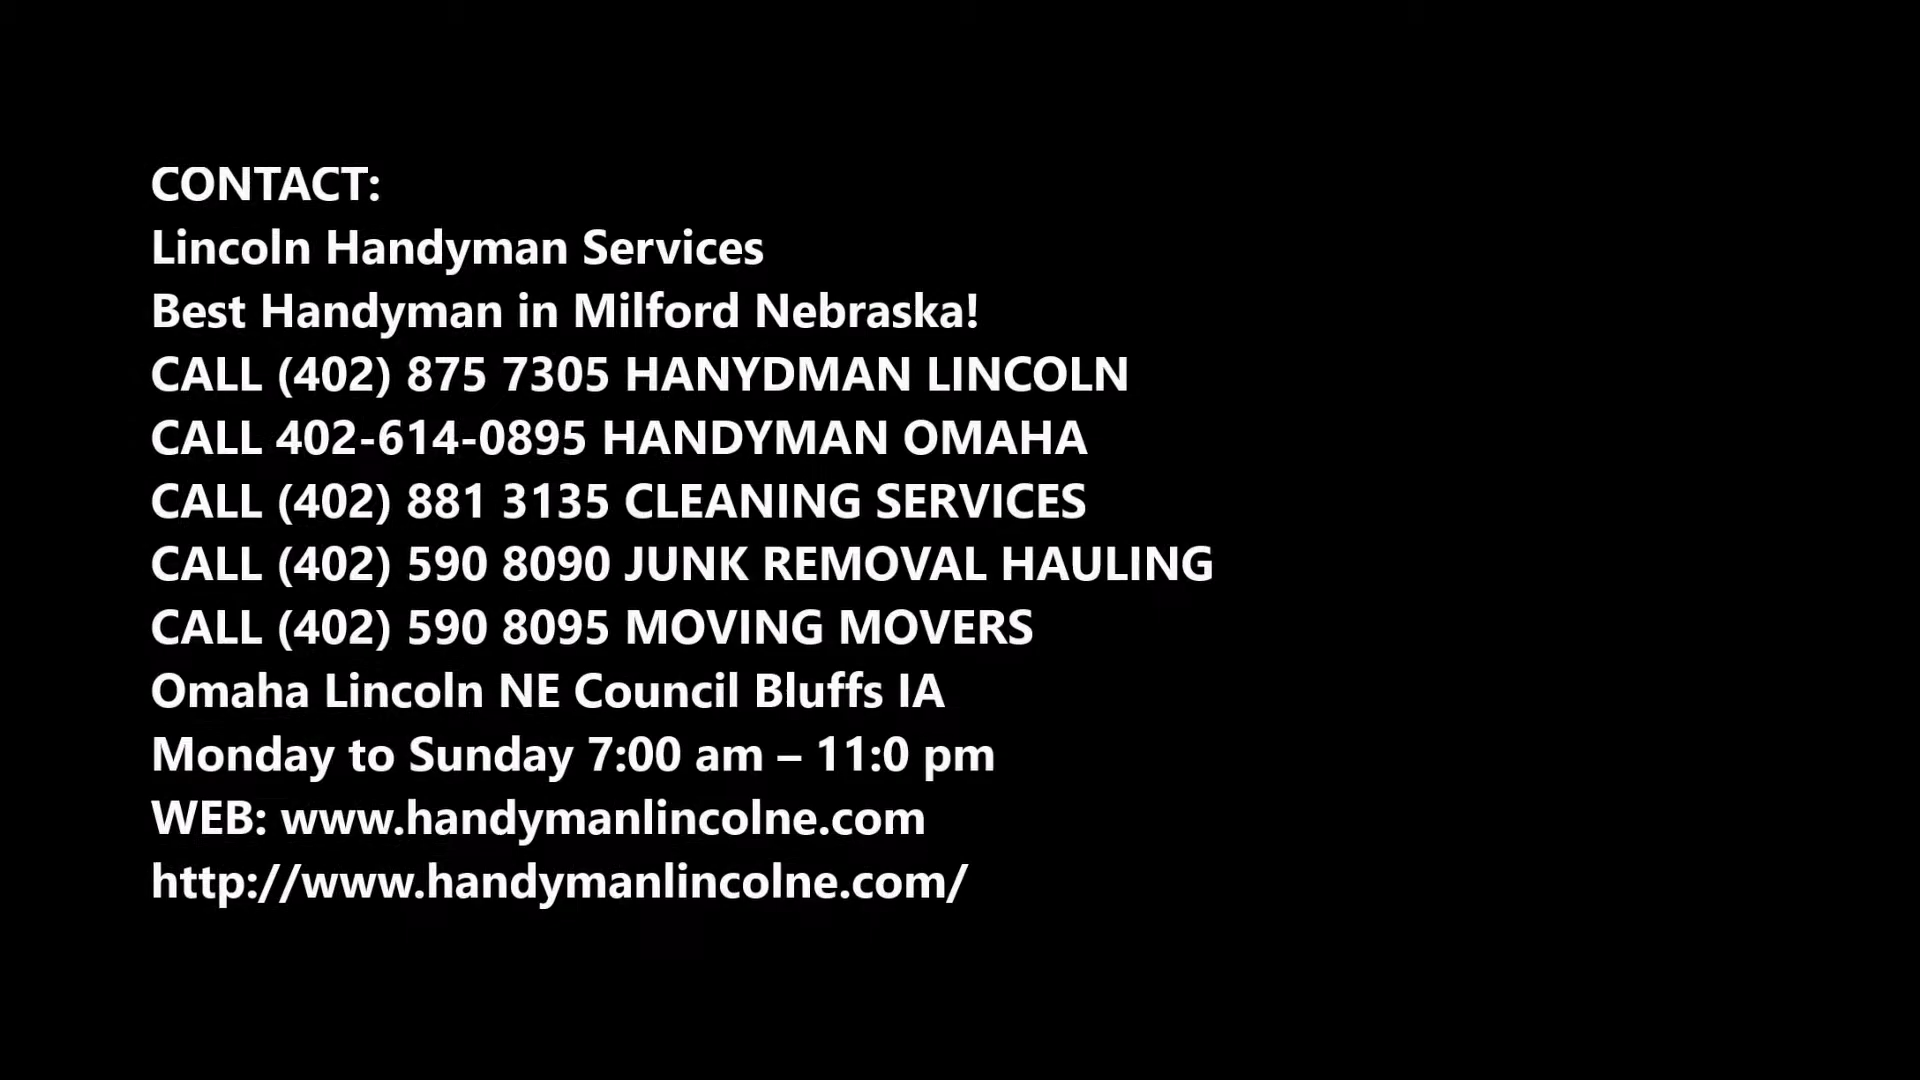 CONTACT:
Lincoln Handyman Services
Best Handyman in Milford Nebraska!
CALL (402) 875 7305 HANYDMAN LINCOLN
CALL 402-614-0895 HANDYMAN OMAHA
CALL (402) 881 3135 CLEANING SERVICES
CALL (402) 590 8090 JUNK REMOVAL HAULING
CALL (402) 590 8095 MOVING MOVERS
Omaha Lincoln NE Council Bluffs IA
Monday to Sunday 7:00 am – 11:0 pm
WEB: www.handymanlincolne.com
http://www.handymanlincolne.com/